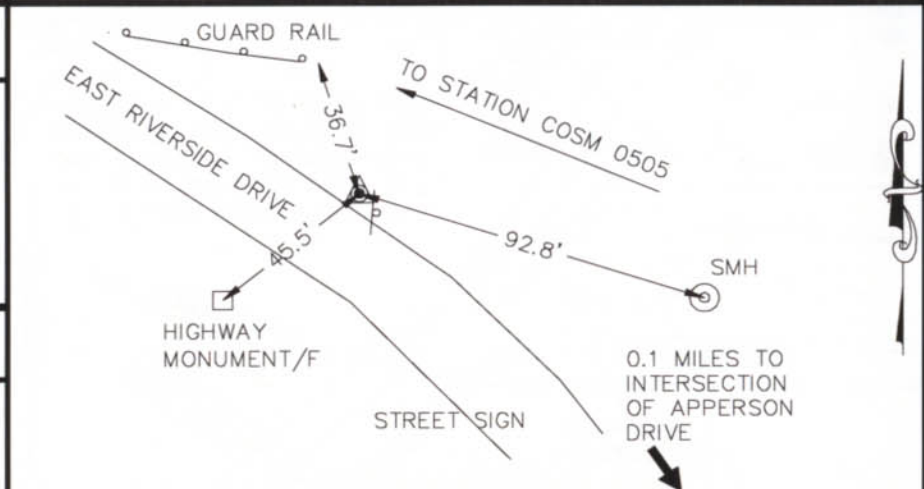 GUARD RAIL
TO STATION COSM 0505
EAST RIVERSIDE DRIVE
36.7'
45.5'
92.8'
SMH
HIGHWAY
MONUMENT/F
0.1 MILES TO
INTERSECTION
OF APPERSON
DRIVE
STREET SIGN